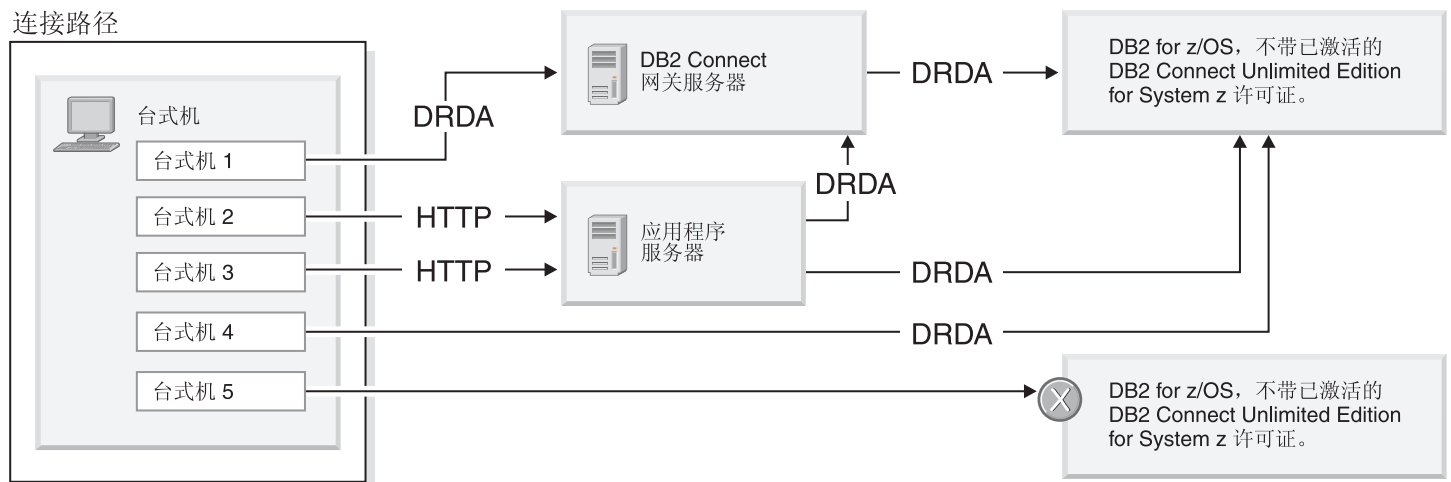 连接路径
台式机
台式机 1
台式机 2
台式机 3
台式机 4
台式机 5
DRDA
HTTP
HTTP
DB2 Connect
网关服务器
应用程序
服务器
DRDA
DRDA
DRDA
DRDA
DB2 for z/OS，不带已激活的
DB2 Connect Unlimited Edition
for System z 许可证。
X
DB2 for z/OS，不带已激活的
DB2 Connect Unlimited Edition
for System z 许可证。